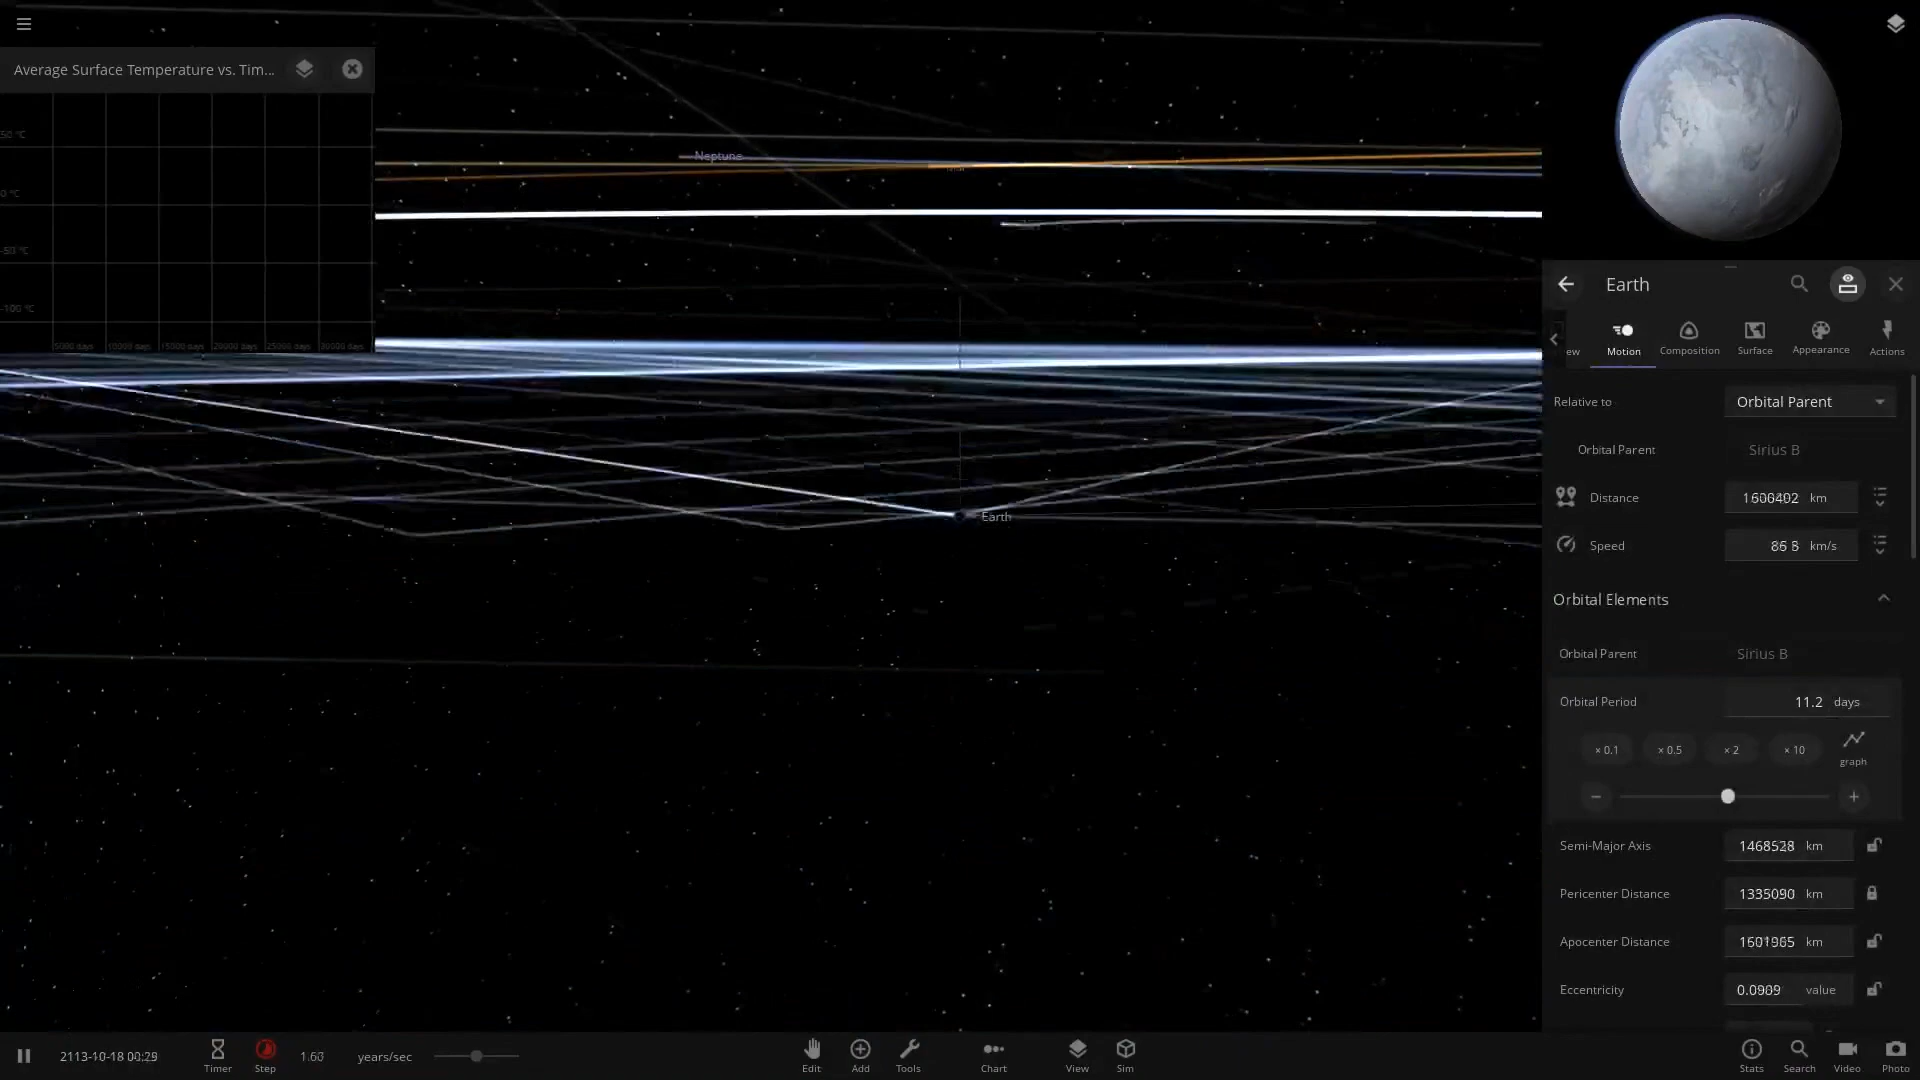 Average Surface Temperature vs. Tim...
50 °C
0 °C
-50 °C
-100 °C
5000 days 10000 days 15000 days 20000 days 25000 days 30000 days
Neptune
Earth
Earth
ew Motion Composition Surface Appearance Actions
Relative to Orbital Parent
Orbital Parent Sirius B
Distance 1600402 km
Speed km/s
Orbital Elements
Orbital Parent Sirius B
Orbital Period 11.2 days
× 0.1 × 0.5 × 2 × 10 graph
Semi-Major Axis 1468528 km
Pericenter Distance 1335090 km
Apocenter Distance km
Eccentricity 0.0909 value
2113-10-18 00:29 Timer Step 1.60 years/sec Edit Add Tools Chart View Sim Stats Search Video Photo